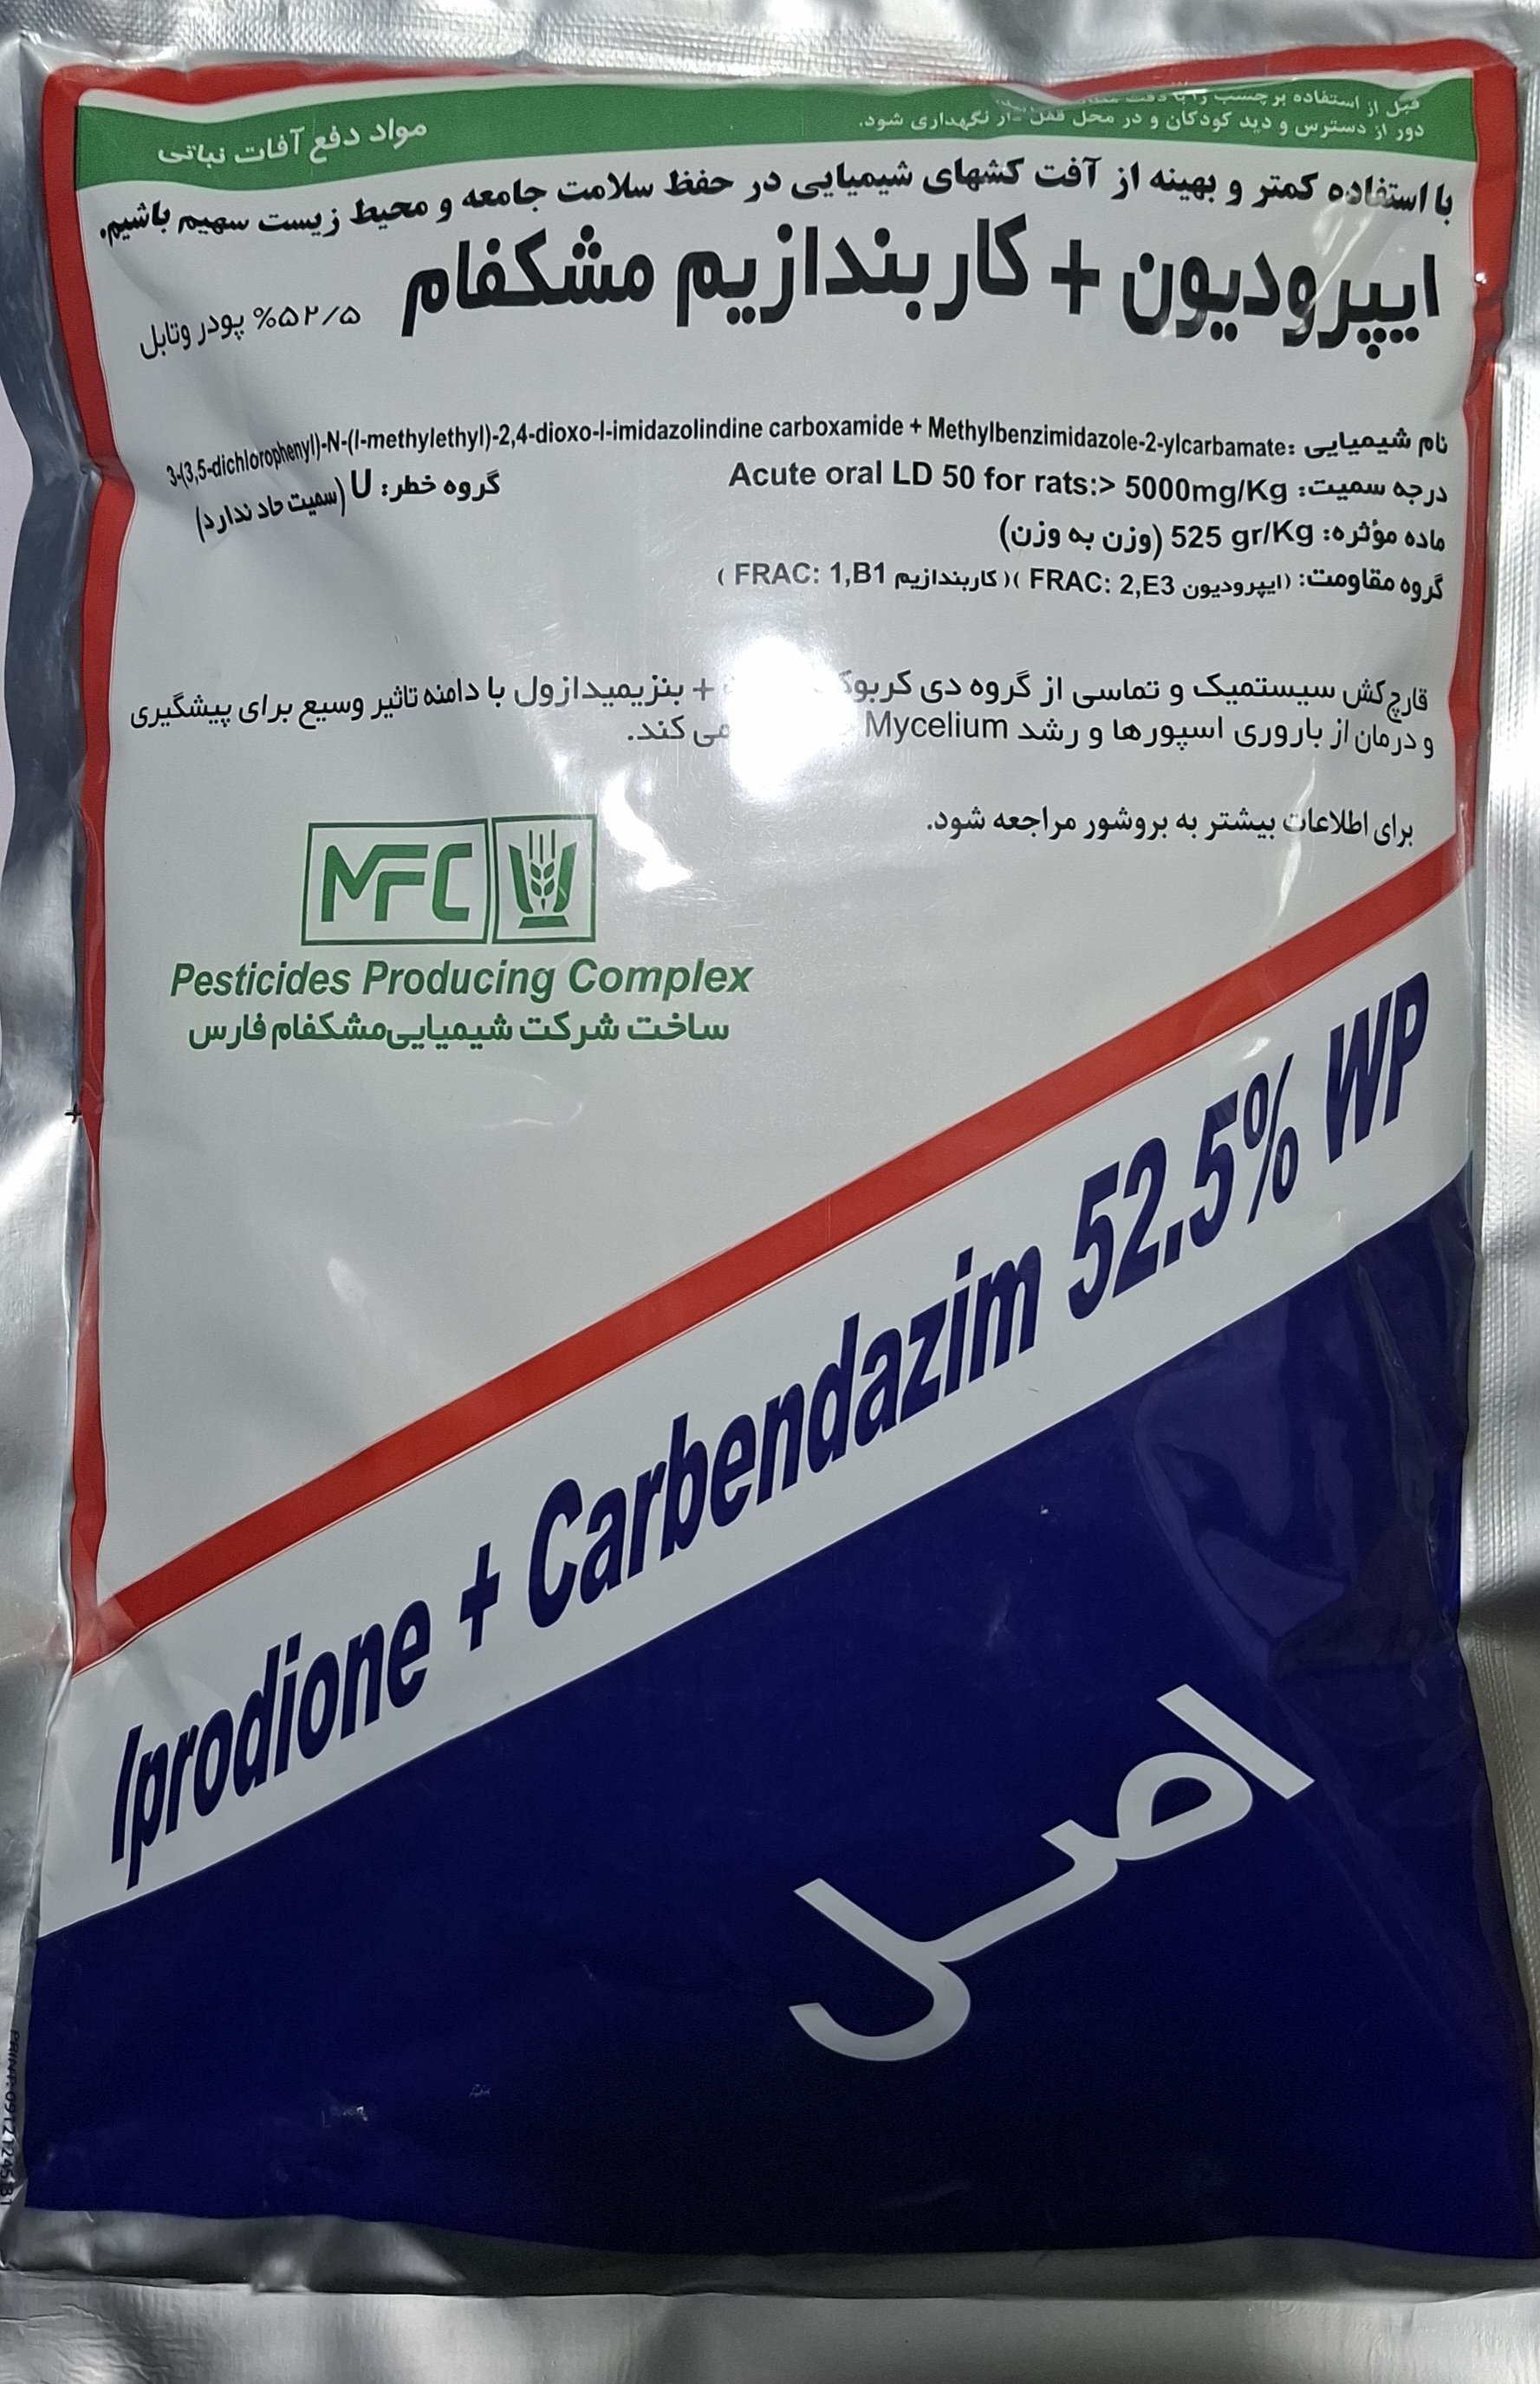 قبل از استفاده برچسب را با دقت
دور از دسترس و دید کودکان و در محل قفل دار نگهداری شود.
مواد دفع آفات نباتی
با استفاده کمتر و بهینه از آفت کشهای شیمیایی در حفظ سلامت جامعه و محیط زیست سهیم باشیم.
ایپرودیون + کاربندازیم مشکفام
۵۲/۵% پودر وتابل
نام شیمیایی: 3-(3,5-dichlorophenyl)-N-(l-methylethyl)-2,4-dioxo-l-imidazolindine carboxamide + Methylbenzimidazole-2-ylcarbamate
درجه سمیت: Acute oral LD 50 for rats:> 5000mg/Kg
گروه خطر: U (سمیت حاد ندارد)
ماده مؤثره: 525 gr/Kg (وزن به وزن)
گروه مقاومت: (ایپرودیون FRAC: 2,E3 )( کاربندازیم FRAC: 1,B1 )
قارچ کش سیستمیک و تماسی از گروه دی + بنزیمیدازول با دامنه تاثیر وسیع برای پیشگیری
و درمان از باروری اسپورها و رشد Mycelium می کند.
برای اطلاعات بیشتر به بروشور مراجعه شود.
MFC
Pesticides Producing Complex
ساخت شرکت شیمیایی مشکفام فارس
Iprodione + Carbendazim 52.5% WP
اصل